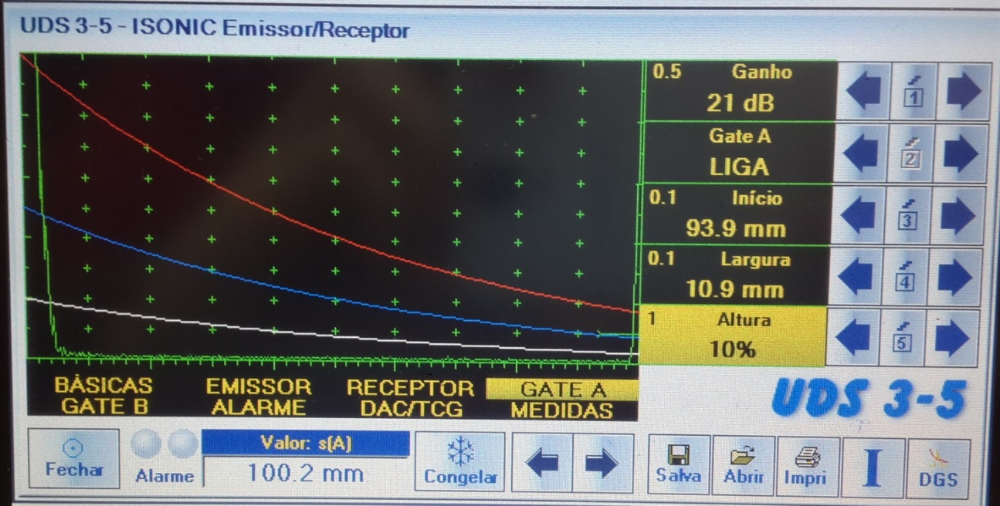 UDS 3-5 - ISONIC Emissor/Receptor
0.5 Ganho
21 dB
1
Gate A
LIGA
2
0.1 Início
93.9 mm
3
0.1 Largura
10.9 mm
4
1 Altura
10%
5
BÁSICAS EMISSOR RECEPTOR GATE A
GATE B ALARME DAC/TCG MEDIDAS
UDS 3-5
Fechar
Alarme
Valor: s(A)
100.2 mm
Congelar
Salva
Abrir
Impri
I
DGS